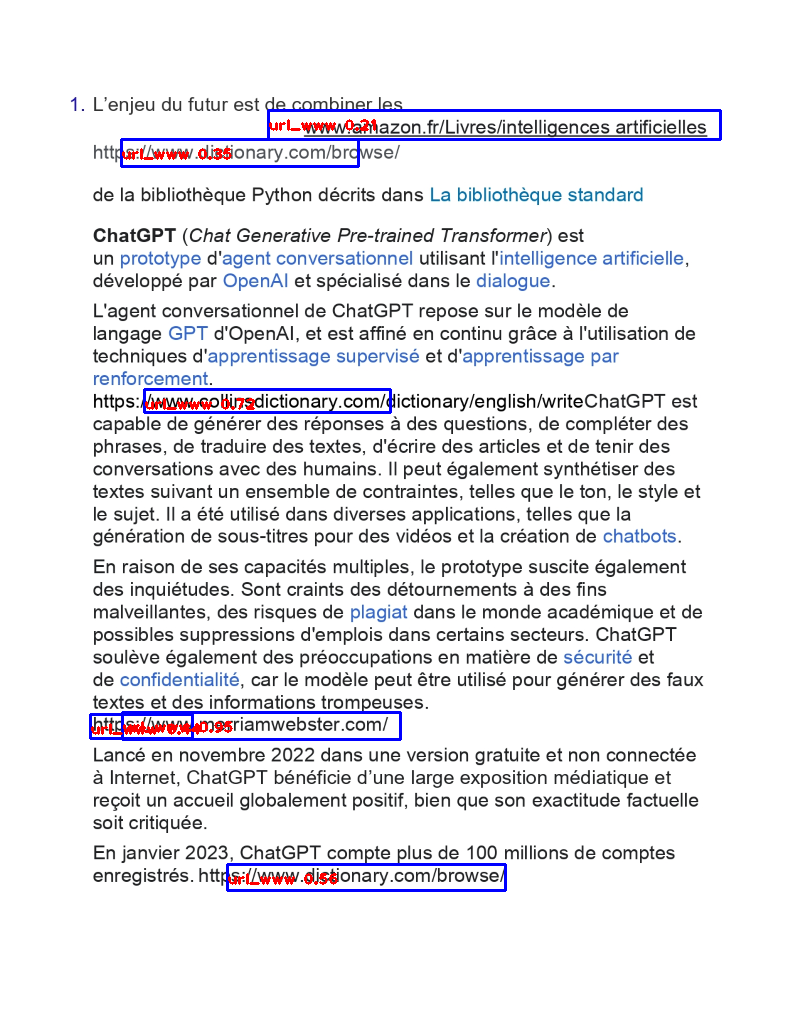 1. L’enjeu du futur est de combiner les
url_www 0.21
www.amazon.fr/Livres/intelligences artificielles
https://www.dictionary.com/browse/
url_www 0.35
de la bibliothèque Python décrits dans La bibliothèque standard
ChatGPT (Chat Generative Pre-trained Transformer) est
un prototype d'agent conversationnel utilisant l'intelligence artificielle,
développé par OpenAI et spécialisé dans le dialogue.
L'agent conversationnel de ChatGPT repose sur le modèle de
langage GPT d'OpenAI, et est affiné en continu grâce à l'utilisation de
techniques d'apprentissage supervisé et d'apprentissage par
renforcement.
https://www.collinsdictionary.com/dictionary/english/writeChatGPT est
url_www 0.72
capable de générer des réponses à des questions, de compléter des
phrases, de traduire des textes, d'écrire des articles et de tenir des
conversations avec des humains. Il peut également synthétiser des
textes suivant un ensemble de contraintes, telles que le ton, le style et
le sujet. Il a été utilisé dans diverses applications, telles que la
génération de sous-titres pour des vidéos et la création de chatbots.
En raison de ses capacités multiples, le prototype suscite également
des inquiétudes. Sont craints des détournements à des fins
malveillantes, des risques de plagiat dans le monde académique et de
possibles suppressions d'emplois dans certains secteurs. ChatGPT
soulève également des préoccupations en matière de sécurité et
de confidentialité, car le modèle peut être utilisé pour générer des faux
textes et des informations trompeuses.
https://www.merriamwebster.com/
0.95
Lancé en novembre 2022 dans une version gratuite et non connectée
à Internet, ChatGPT bénéficie d’une large exposition médiatique et
reçoit un accueil globalement positif, bien que son exactitude factuelle
soit critiquée.
En janvier 2023, ChatGPT compte plus de 100 millions de comptes
enregistrés. https://www.dictionary.com/browse/
url_www 0.56